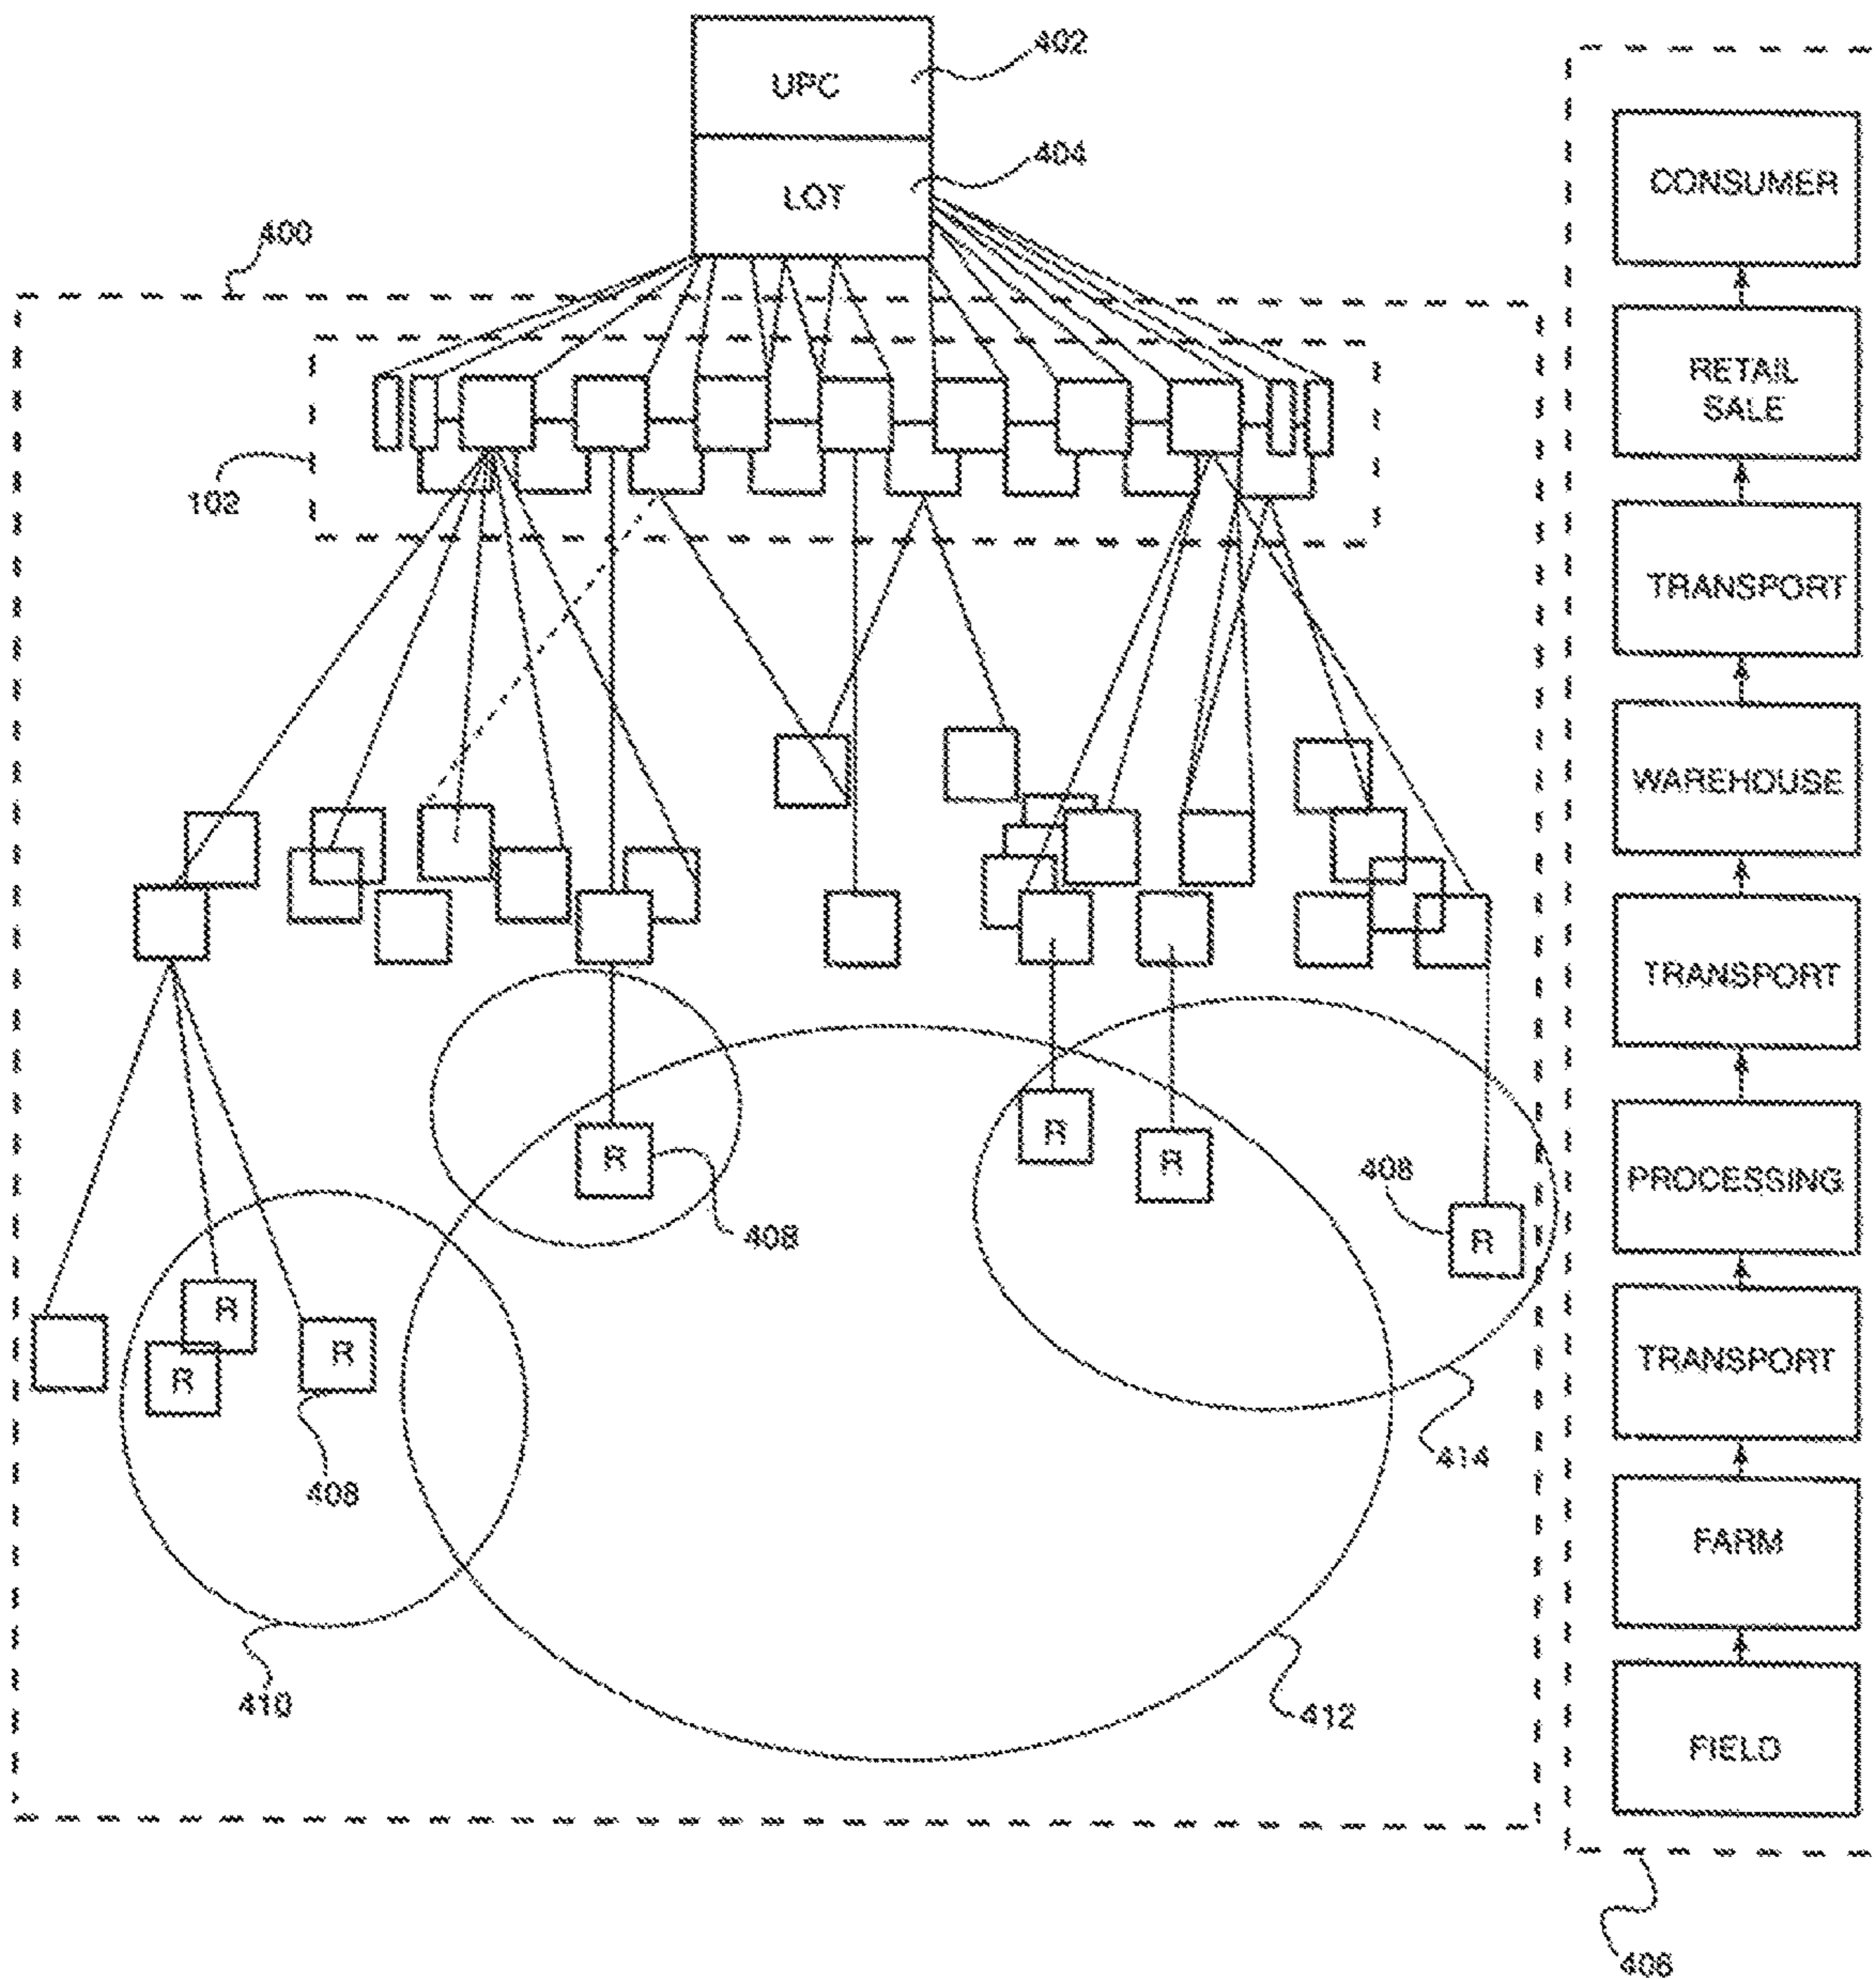 UPC
402
LOT
404
400
102
R
R
R
408
R
408
R
R
R
408
414
410
412
CONSUMER
RETAIL
SALE
TRANSPORT
WAREHOUSE
TRANSPORT
PROCESSING
TRANSPORT
FARM
FIELD
406